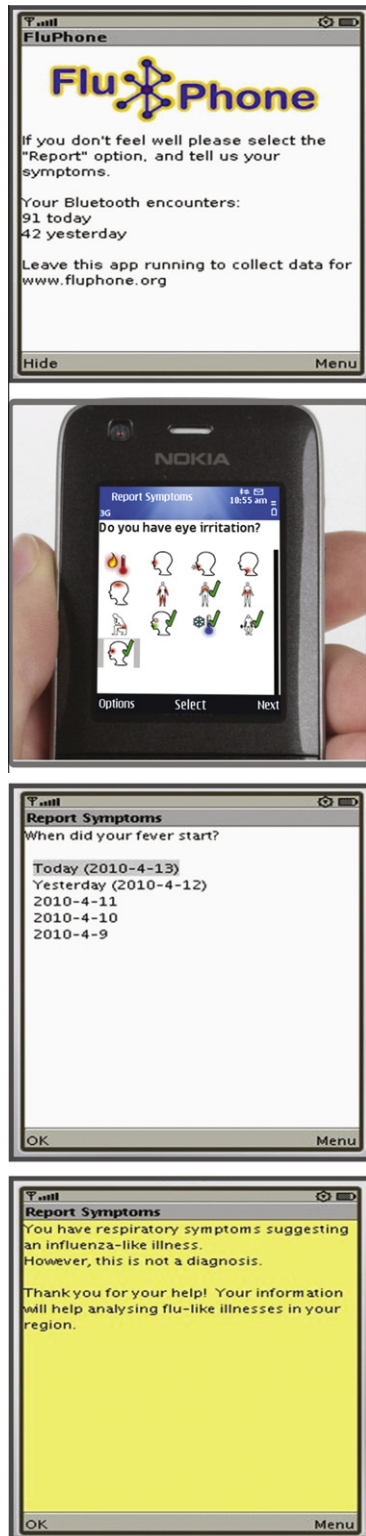 FluPhone
Flu Phone
If you don't feel well please select the
"Report" option, and tell us your
symptoms.
Your Bluetooth encounters:
91 today
42 yesterday
Leave this app running to collect data for
www.fluphone.org
Hide Menu
NOKIA
Report Symptoms
10:55 am
3G
Do you have eye irritation?
Options Select Next
Report Symptoms
When did your fever start?
Today (2010-4-13)
Yesterday (2010-4-12)
2010-4-11
2010-4-10
2010-4-9
OK Menu
Report Symptoms
You have respiratory symptoms suggesting
an influenza-like illness.
However, this is not a diagnosis.
Thank you for your help! Your information
will help analysing flu-like illnesses in your
region.
OK Menu